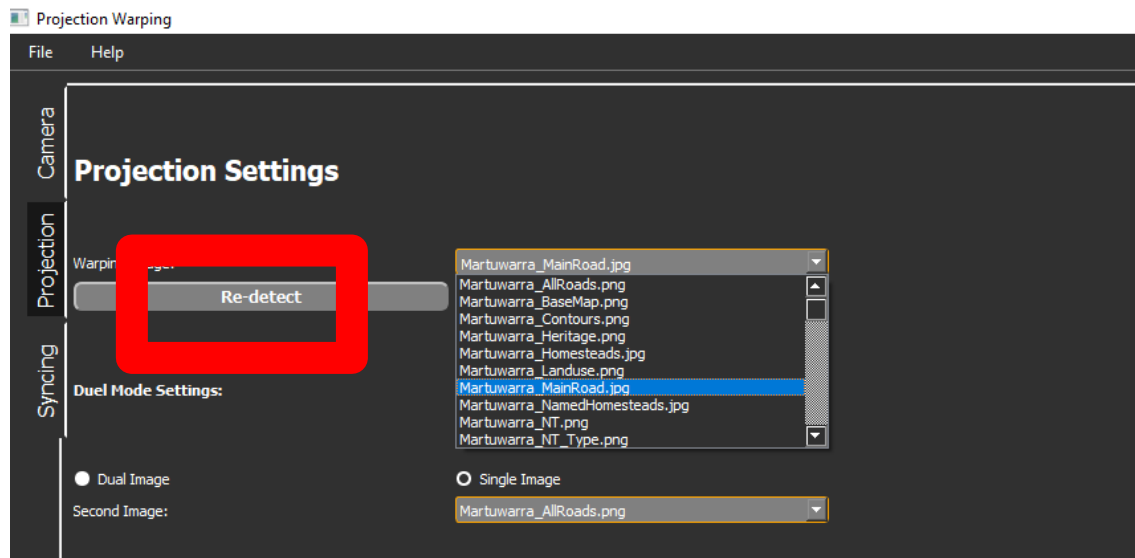 Projection Warping
File Help
Camera
Projection
Syncing
Projection Settings
Martuwarra_MainRoad.jpg
Re-detect
Martuwarra_AllRoads.png
Martuwarra_BaseMap.png
Martuwarra_Contours.png
Martuwarra_Heritage.png
Martuwarra_Homesteads.jpg
Martuwarra_Landuse.png
Martuwarra_MainRoad.jpg
Martuwarra_NamedHomesteads.jpg
Martuwarra_NT.png
Martuwarra_NT_Type.png
Duel Mode Settings:
Dual Image Single Image
Second Image: Martuwarra_AllRoads.png